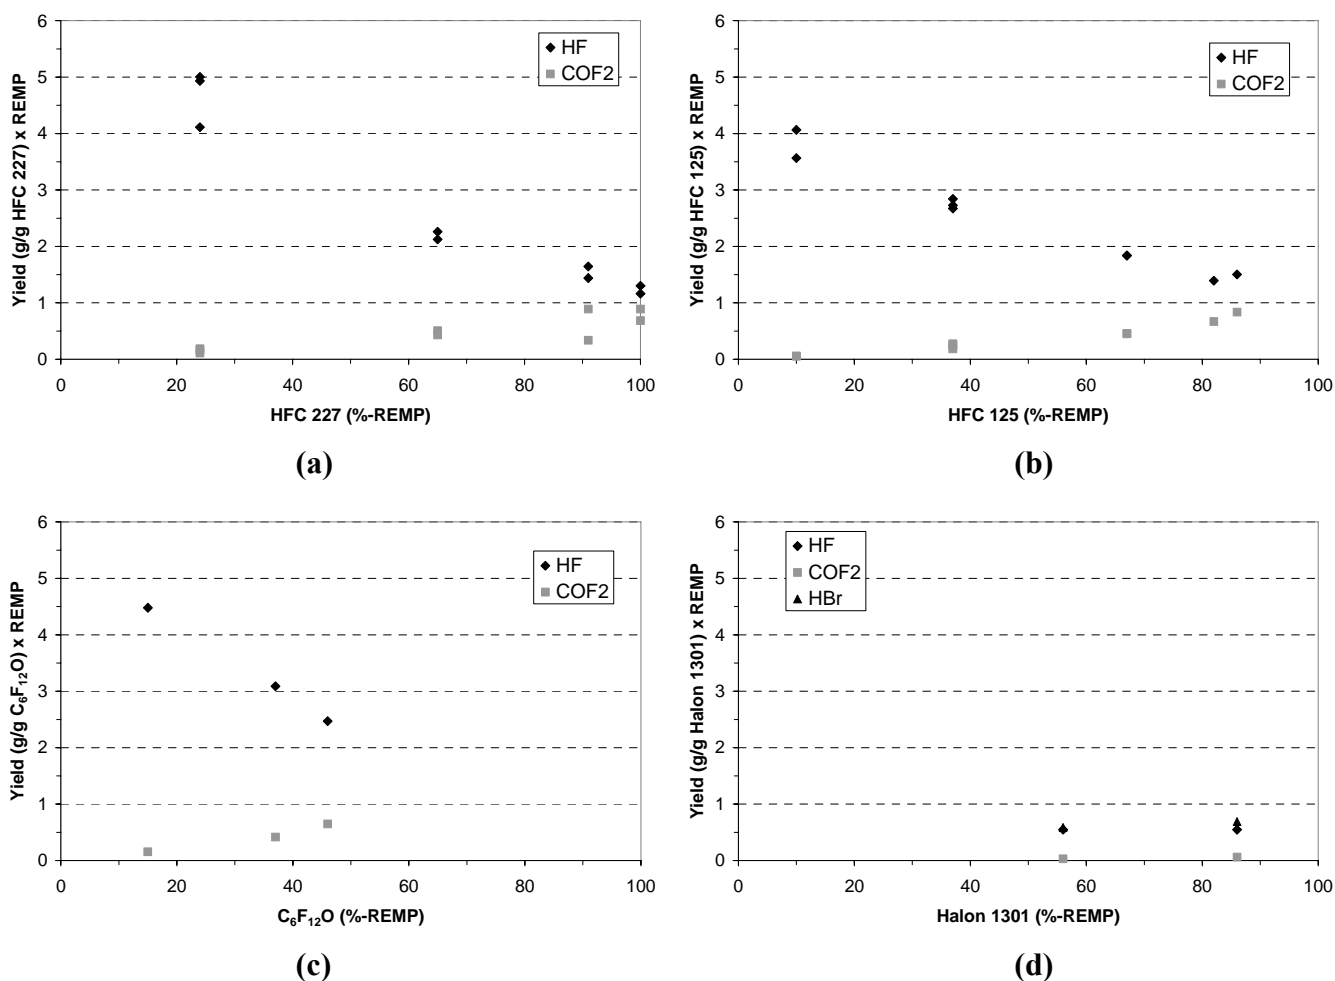 Yield (g/g HFC 227) x REMP
6
5
4
3
2
1
0
HF
COF2
0 20 40 60 80 100
HFC 227 (%-REMP)
(a)
Yield (g/g HFC 125) x REMP
6
5
4
3
2
1
0
HF
COF2
0 20 40 60 80 100
HFC 125 (%-REMP)
(b)
Yield (g/g C₆F₁₂O) x REMP
6
5
4
3
2
1
0
HF
COF2
0 20 40 60 80 100
C₆F₁₂O (%-REMP)
(c)
Yield (g/g Halon 1301) x REMP
6
5
4
3
2
1
0
HF
COF2
HBr
0 20 40 60 80 100
Halon 1301 (%-REMP)
(d)